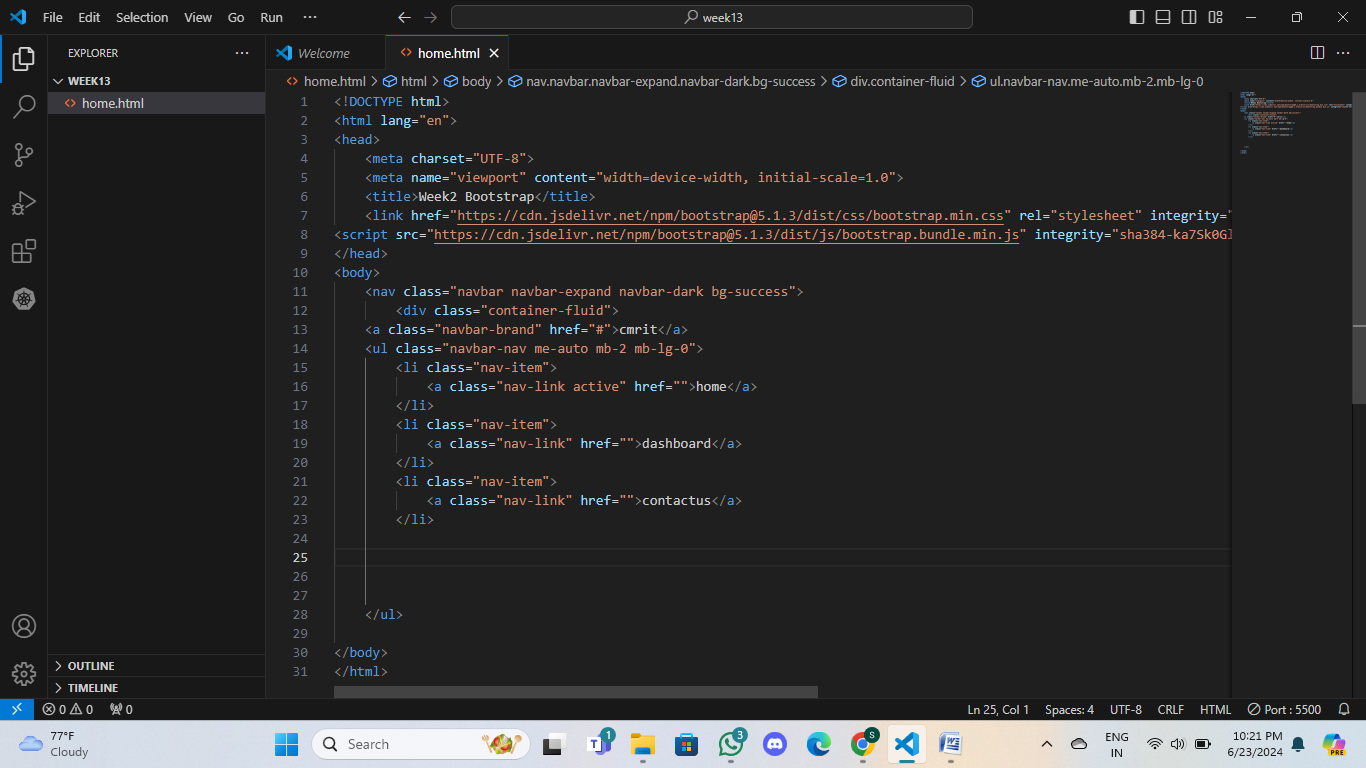 File Edit Selection View Go Run ··· week13
EXPLORER ···
Welcome home.html
WEEK13
home.html
home.html > html > body > nav.navbar.navbar-expand.navbar-dark.bg-success > div.container-fluid > ul.navbar-nav.me-auto.mb-2.mb-lg-0
1 <!DOCTYPE html>
2 <html lang="en">
3 <head>
4 <meta charset="UTF-8">
5 <meta name="viewport" content="width=device-width, initial-scale=1.0">
6 <title>Week2 Bootstrap</title>
7 <link href="https://cdn.jsdelivr.net/npm/bootstrap@5.1.3/dist/css/bootstrap.min.css" rel="stylesheet" integrity="
8 <script src="https://cdn.jsdelivr.net/npm/bootstrap@5.1.3/dist/js/bootstrap.bundle.min.js" integrity="sha384-ka7Sk0Gl
9 </head>
10 <body>
11 <nav class="navbar navbar-expand navbar-dark bg-success">
12 <div class="container-fluid">
13 <a class="navbar-brand" href="#">cmrit</a>
14 <ul class="navbar-nav me-auto mb-2 mb-lg-0">
15 <li class="nav-item">
16 <a class="nav-link active" href="">home</a>
17 </li>
18 <li class="nav-item">
19 <a class="nav-link" href="">dashboard</a>
20 </li>
21 <li class="nav-item">
22 <a class="nav-link" href="">contactus</a>
23 </li>
24
25
26
27
28 </ul>
29
30 </body>
31 </html>
OUTLINE
TIMELINE
0 0 0 Ln 25, Col 1 Spaces: 4 UTF-8 CRLF HTML Port : 5500
77°F
Cloudy
Search
1
3
S
ENG
IN
10:21 PM
6/23/2024
PRE